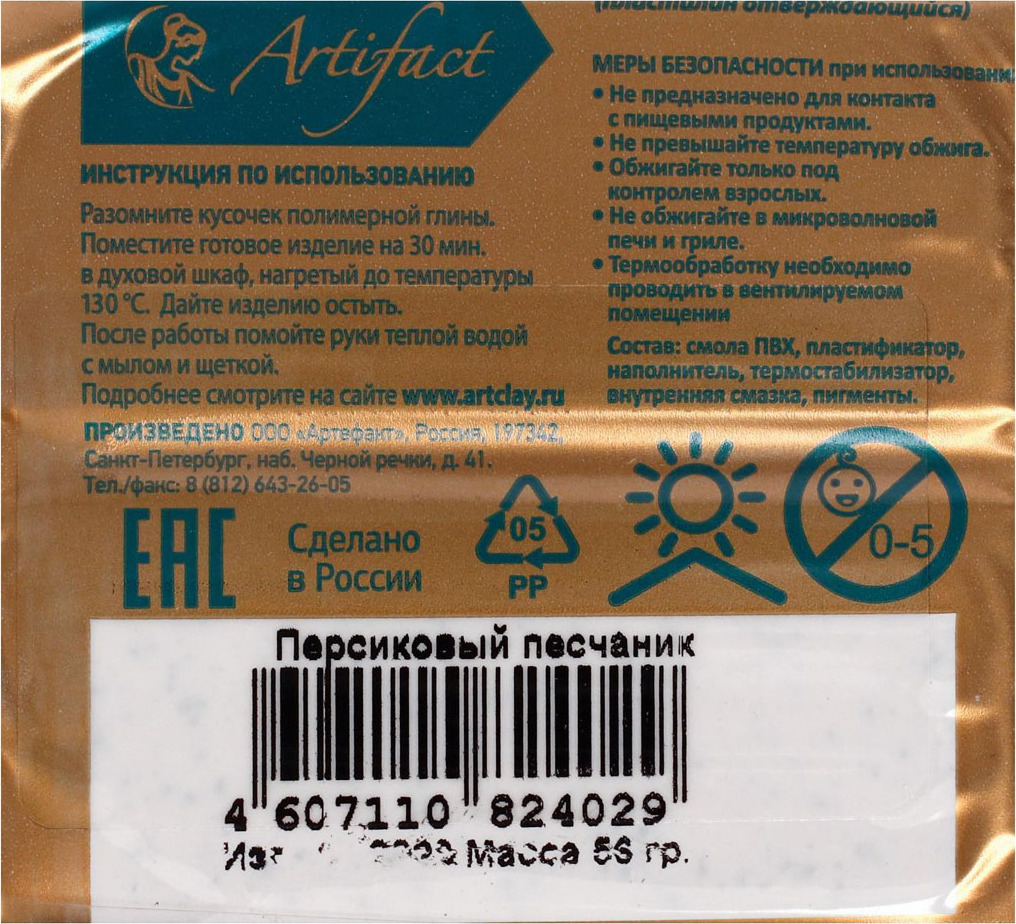 Artifact
ИНСТРУКЦИЯ ПО ИСПОЛЬЗОВАНИЮ
Разомните кусочек полимерной глины.
Поместите готовое изделие на 30 мин.
в духовой шкаф, нагретый до температуры
130 °С. Дайте изделию остыть.
После работы помойте руки теплой водой
с мылом и щеткой.
Подробнее смотрите на сайте www.artclay.ru
ПРОИЗВЕДЕНО ООО «Артефакт», Россия, 197342,
Санкт-Петербург, наб. Черной речки, д. 41.
Тел./факс: 8 (812) 643-26-05
(пластилин отверждающийся)
МЕРЫ БЕЗОПАСНОСТИ при использовани
• Не предназначено для контакта
с пищевыми продуктами.
• Не превышайте температуру обжига.
• Обжигайте только под
контролем взрослых.
• Не обжигайте в микроволновой
печи и гриле.
• Термообработку необходимо
проводить в вентилируемом
помещении
Состав: смола ПВХ, пластификатор,
наполнитель, термостабилизатор,
внутренняя смазка, пигменты.
EAC
Сделано
в России
05
PP
0-5
Персиковый песчаник
4 607110 824029
Масса 56 гр.